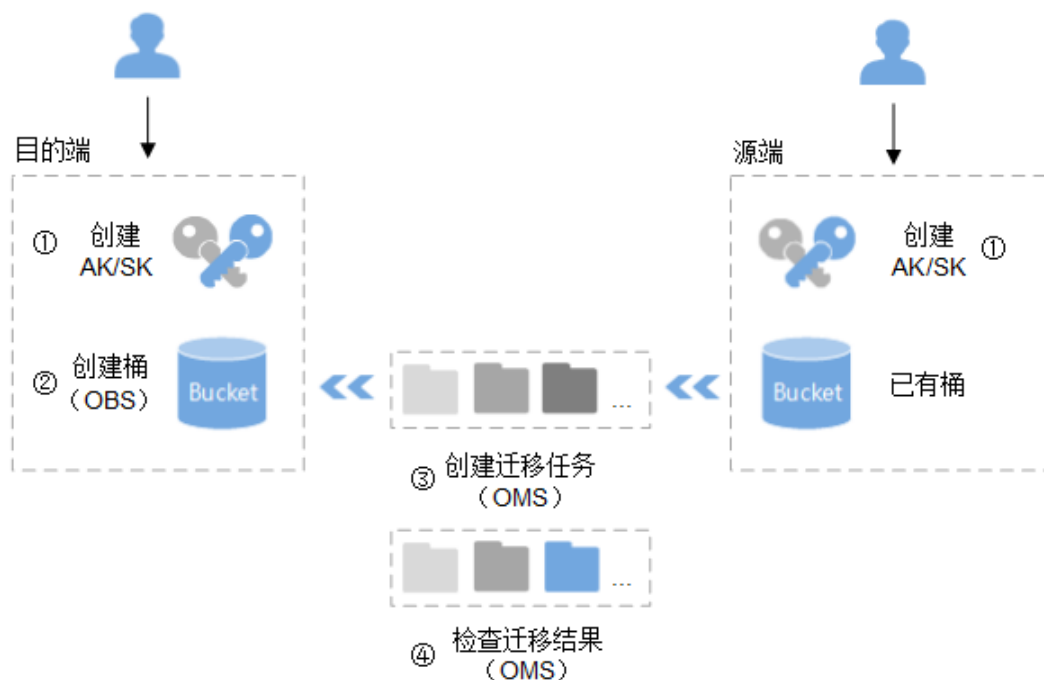 目的端
源端
①
创建
AK/SK
创建
AK/SK
①
②
创建桶
（OBS）
Bucket
...
Bucket
已有桶
③ 创建迁移任务
（OMS）
...
④ 检查迁移结果
（OMS）